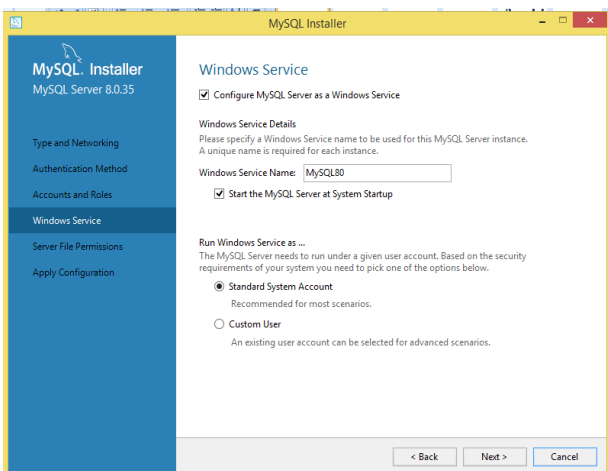 MySQL Installer
MySQL. Installer
MySQL Server 8.0.35
Type and Networking
Authentication Method
Accounts and Roles
Windows Service
Server File Permissions
Apply Configuration
Windows Service
Configure MySQL Server as a Windows Service
Windows Service Details
Please specify a Windows Service name to be used for this MySQL Server instance.
A unique name is required for each instance.
Windows Service Name: MySQL80
Start the MySQL Server at System Startup
Run Windows Service as ...
The MySQL Server needs to run under a given user account. Based on the security
requirements of your system you need to pick one of the options below.
Standard System Account
Recommended for most scenarios.
Custom User
An existing user account can be selected for advanced scenarios.
< Back Next > Cancel